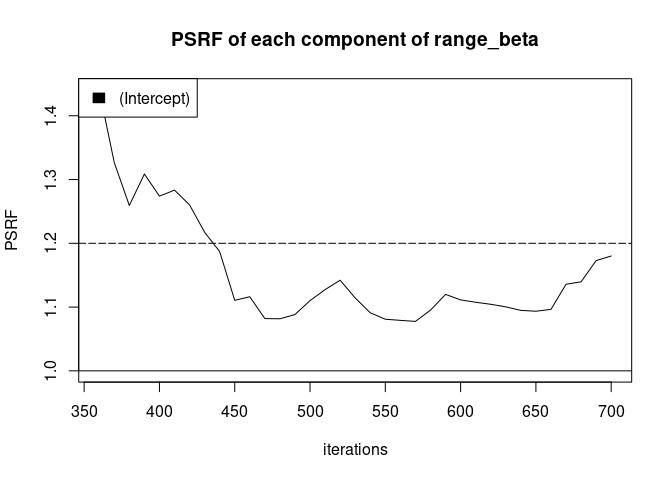 PSRF of each component of range_beta
(Intercept)
1.4
1.3
1.2
1.1
1.0
PSRF
350 400 450 500 550 600 650 700
iterations